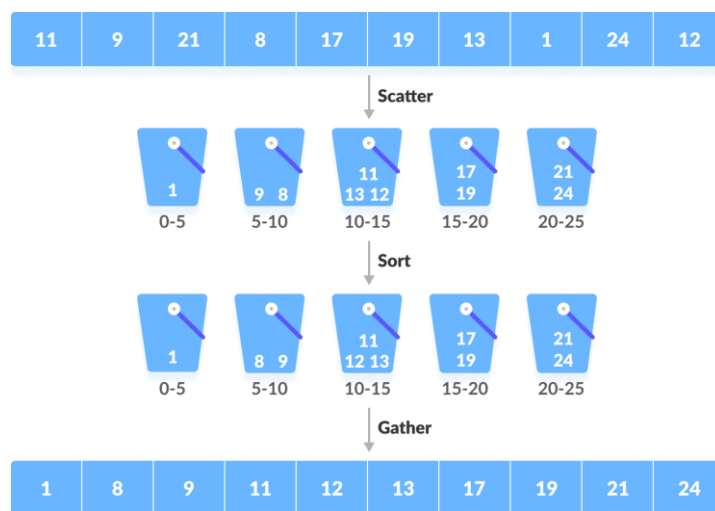 11 9 21 8 17 19 13 1 24 12
Scatter
11 17 21
1 9 8 13 12 19 24
0-5 5-10 10-15 15-20 20-25
Sort
11 17 21
1 8 9 12 13 19 24
0-5 5-10 10-15 15-20 20-25
Gather
1 8 9 11 12 13 17 19 21 24